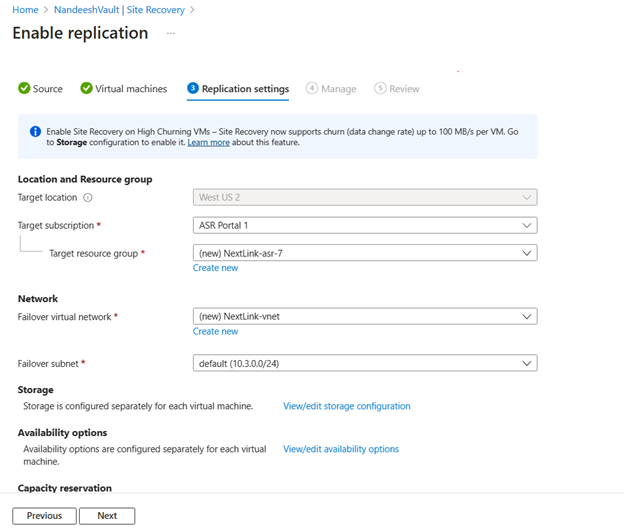 Home > NandeeshVault | Site Recovery >
Enable replication ...
Source
Virtual machines
3 Replication settings
4 Manage
5 Review
Enable Site Recovery on High Churning VMs – Site Recovery now supports churn (data change rate) up to 100 MB/s per VM. Go
to Storage configuration to enable it. Learn more about this feature.
Location and Resource group
Target location
West US 2
Target subscription *
ASR Portal 1
Target resource group *
(new) NextLink-asr-7
Create new
Network
Failover virtual network *
(new) NextLink-vnet
Create new
Failover subnet *
default (10.3.0.0/24)
Storage
Storage is configured separately for each virtual machine.
View/edit storage configuration
Availability options
Availability options are configured separately for each virtual
machine.
View/edit availability options
Capacity reservation
Previous
Next